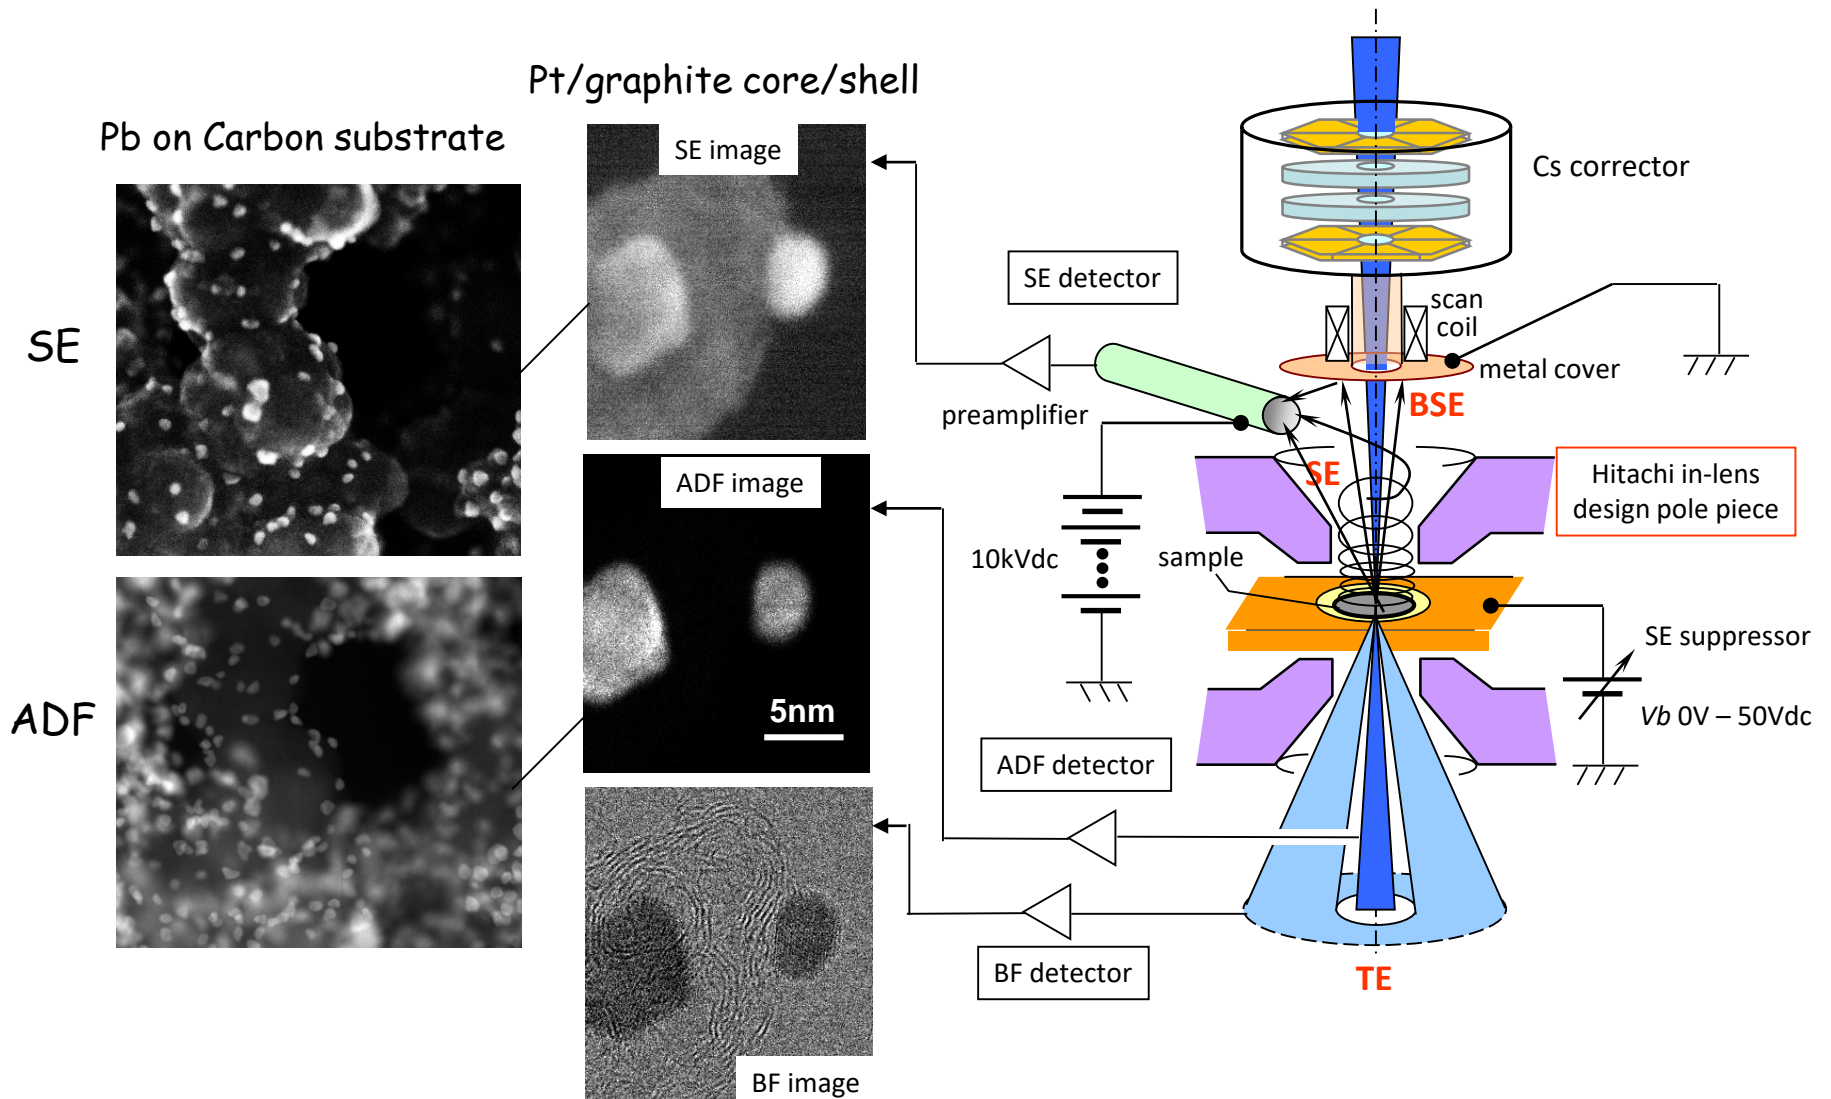 Pt/graphite core/shell
Pb on Carbon substrate
SE
ADF
SE image
ADF image
5nm
BF image
SE detector
preamplifier
10kVdc
ADF detector
BF detector
Cs corrector
scan
coil
metal cover
BSE
SE
Hitachi in-lens
design pole piece
sample
SE suppressor
Vb 0V – 50Vdc
TE